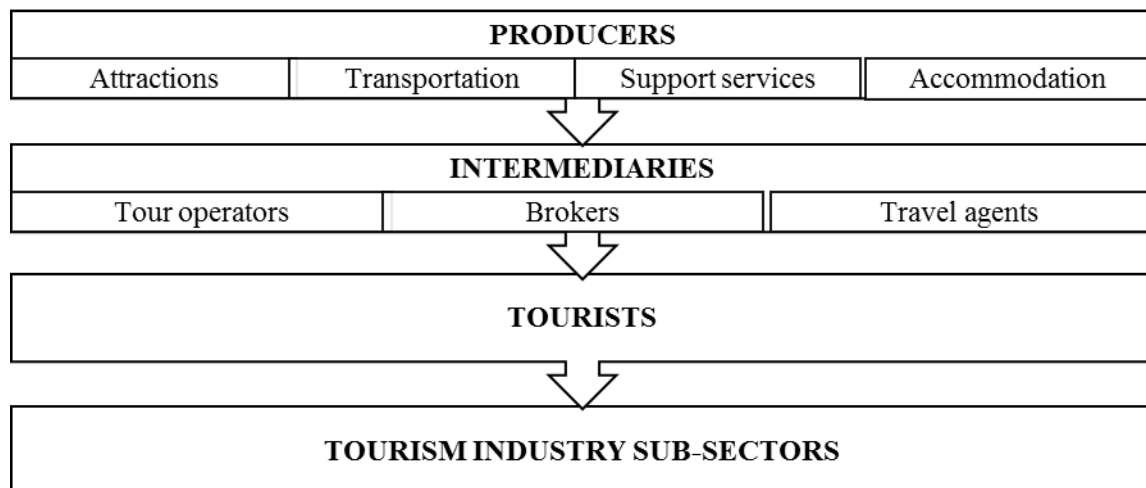 PRODUCERS
Attractions Transportation Support services Accommodation
INTERMEDIARIES
Tour operators Brokers Travel agents
TOURISTS
TOURISM INDUSTRY SUB-SECTORS